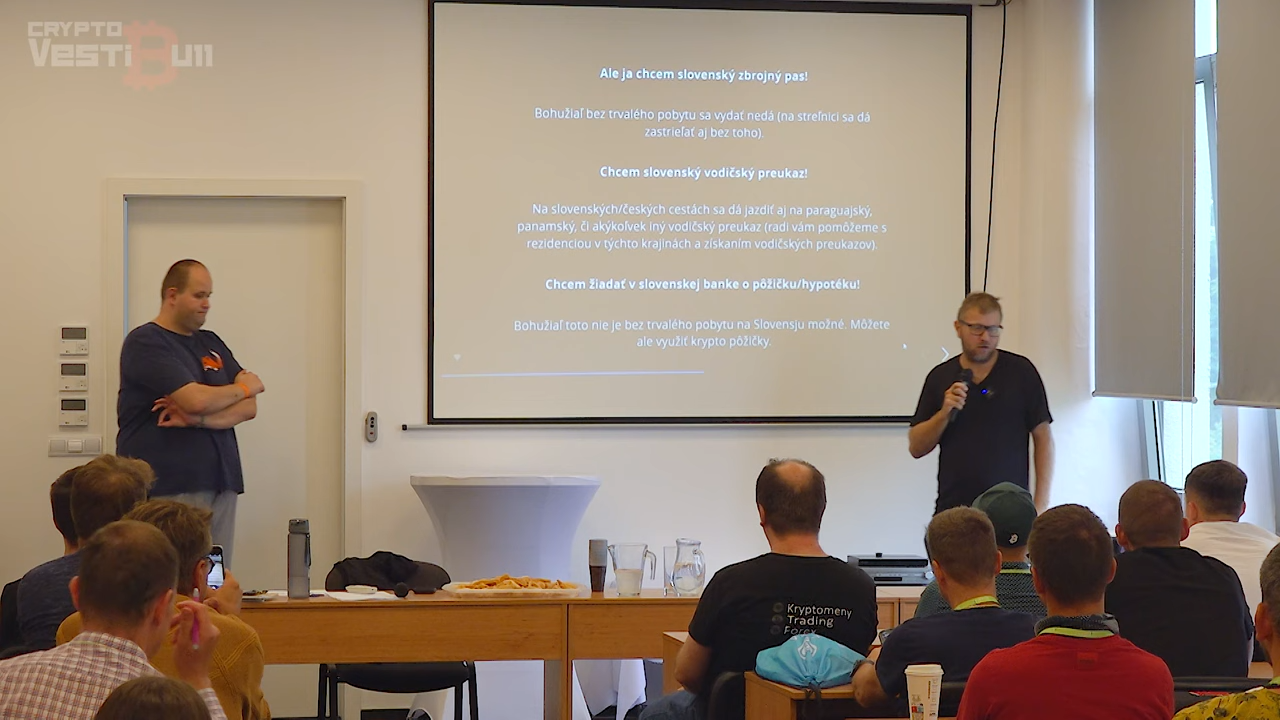 CRYPTO
VESTIBULL
Ale ja chcem slovenský zbrojný pas!
Bohužiaľ bez trvalého pobytu sa vydať nedá (na streľnici sa dá
zastrieľať aj bez toho).
Chcem slovenský vodičský preukaz!
Na slovenských/českých cestách sa dá jazdiť aj na paraguajský,
panamský, či akýkoľvek iný vodičský preukaz (radi vám pomôžeme s
rezidenciou v týchto krajinách a získaním vodičských preukazov).
Chcem žiadať v slovenskej banke o pôžičku/hypotéku!
Bohužiaľ toto nie je bez trvalého pobytu na Slovensju možné. Môžete
ale využiť krypto pôžičky.
Kryptomeny
Trading
Forex